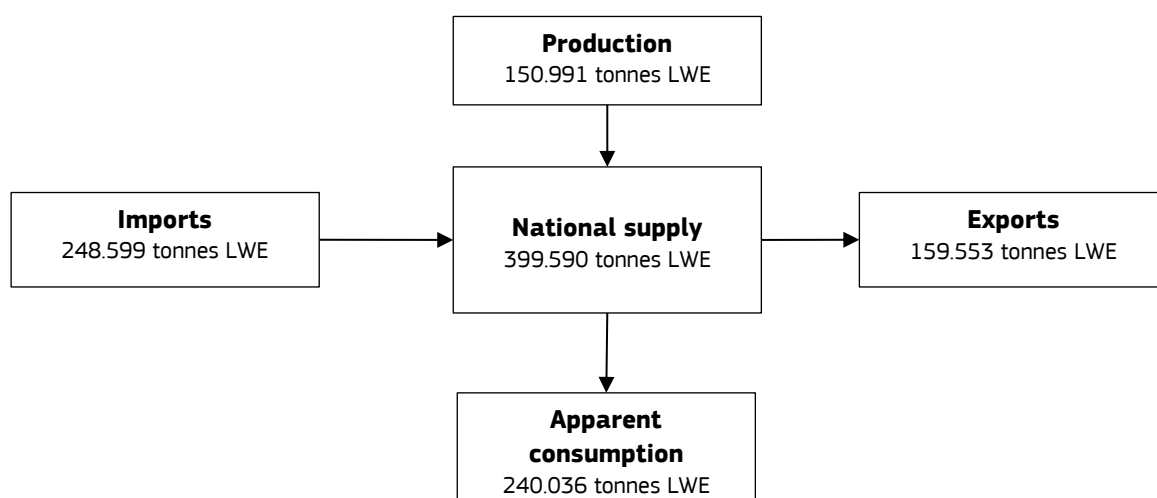 Production
150.991 tonnes LWE
Imports
248.599 tonnes LWE
National supply
399.590 tonnes LWE
Exports
159.553 tonnes LWE
Apparent
consumption
240.036 tonnes LWE